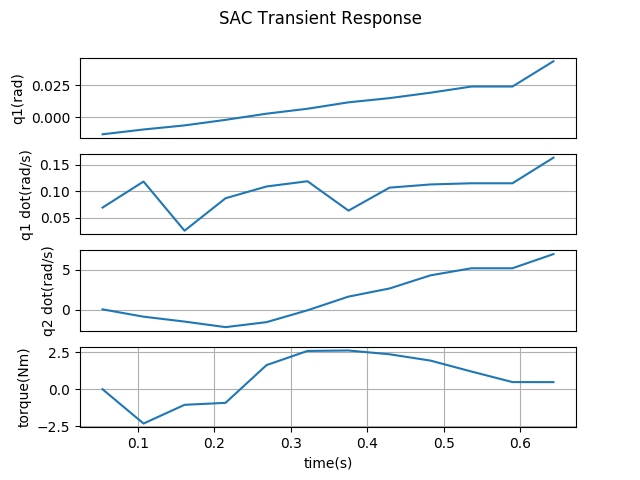 SAC Transient Response
q1(rad)
0.025
0.000
q1 dot(rad/s)
0.15
0.10
0.05
q2 dot(rad/s)
5
0
torque(Nm)
2.5
0.0
−2.5
0.1 0.2 0.3 0.4 0.5 0.6
time(s)